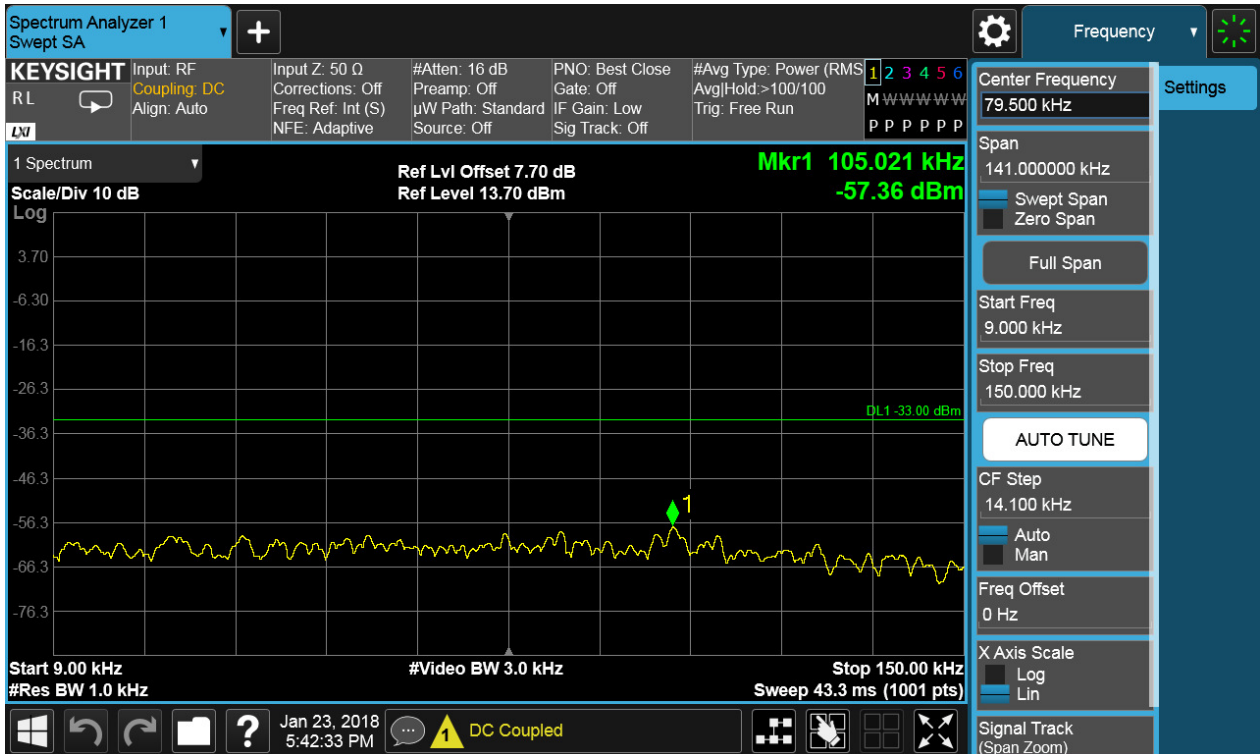 Spectrum Analyzer 1
Swept SA
Frequency
KEYSIGHT
RL
LXI
Input: RF
Coupling: DC
Align: Auto
Input Z: 50 Ω
Corrections: Off
Freq Ref: Int (S)
NFE: Adaptive
#Atten: 16 dB
Preamp: Off
µW Path: Standard
Source: Off
PNO: Best Close
Gate: Off
IF Gain: Low
Sig Track: Off
#Avg Type: Power (RMS
Avg|Hold:>100/100
Trig: Free Run
1 2 3 4 5 6
M W W W W W
P P P P P P
1 Spectrum
Scale/Div 10 dB
Log
Ref Lvl Offset 7.70 dB
Ref Level 13.70 dBm
Mkr1 105.021 kHz
-57.36 dBm
3.70
-6.30
-16.3
-26.3
DL1 -33.00 dBm
-36.3
-46.3
1
-56.3
-66.3
-76.3
Start 9.00 kHz
#Res BW 1.0 kHz
#Video BW 3.0 kHz
Stop 150.00 kHz
Sweep 43.3 ms (1001 pts)
Center Frequency
79.500 kHz
Settings
Span
141.000000 kHz
Swept Span
Zero Span
Full Span
Start Freq
9.000 kHz
Stop Freq
150.000 kHz
AUTO TUNE
CF Step
14.100 kHz
Auto
Man
Freq Offset
0 Hz
X Axis Scale
Log
Lin
Signal Track
(Span Zoom)
?
Jan 23, 2018
5:42:33 PM
1
DC Coupled